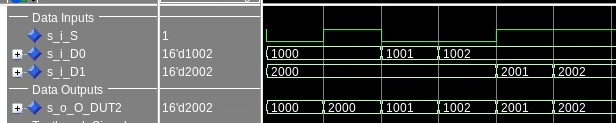 Data Inputs
s_i_S 1
s_i_D0 16'd1002 1000 1001 1002
s_i_D1 16'd2002 2000 2001 2002
Data Outputs
s_o_O_DUT2 16'd2002 1000 2000 1001 1002 2001 2002